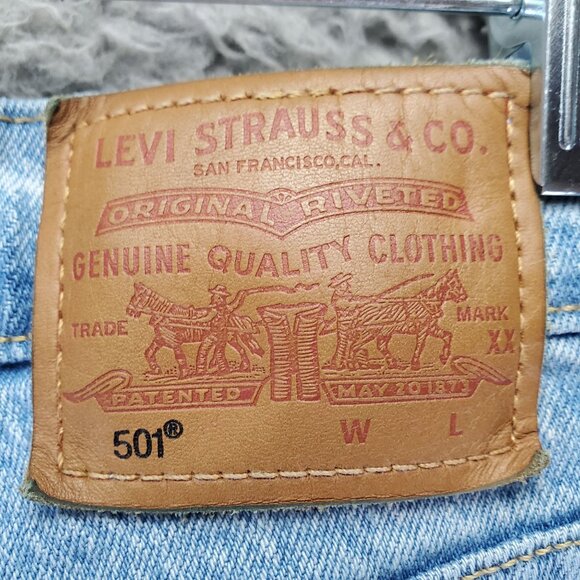 LEVI STRAUSS & CO.
SAN FRANCISCO, CAL.
ORIGINAL RIVETED
GENUINE QUALITY CLOTHING
TRADE MARK
XX
PATENTED MAY 20 1873
501® W L